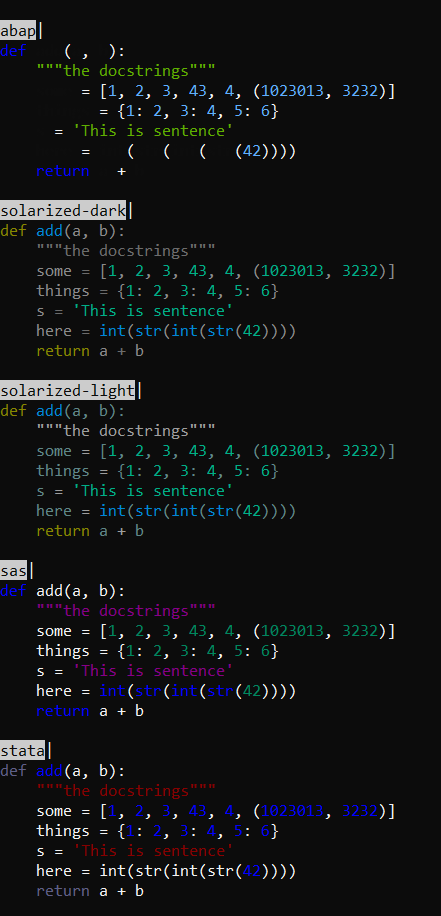 abap|
def ( , ):
"""the docstrings"""
= [1, 2, 3, 43, 4, (1023013, 3232)]
= {1: 2, 3: 4, 5: 6}
= 'This is sentence'
= ( ( ( (42))))
return +
solarized-dark|
def add(a, b):
"""the docstrings"""
some = [1, 2, 3, 43, 4, (1023013, 3232)]
things = {1: 2, 3: 4, 5: 6}
s = 'This is sentence'
here = int(str(int(str(42))))
return a + b
solarized-light|
def add(a, b):
"""the docstrings"""
some = [1, 2, 3, 43, 4, (1023013, 3232)]
things = {1: 2, 3: 4, 5: 6}
s = 'This is sentence'
here = int(str(int(str(42))))
return a + b
sas|
def add(a, b):
"""the docstrings"""
some = [1, 2, 3, 43, 4, (1023013, 3232)]
things = {1: 2, 3: 4, 5: 6}
s = 'This is sentence'
here = int(str(int(str(42))))
return a + b
stata|
def add(a, b):
"""the docstrings"""
some = [1, 2, 3, 43, 4, (1023013, 3232)]
things = {1: 2, 3: 4, 5: 6}
s = 'This is sentence'
here = int(str(int(str(42))))
return a + b